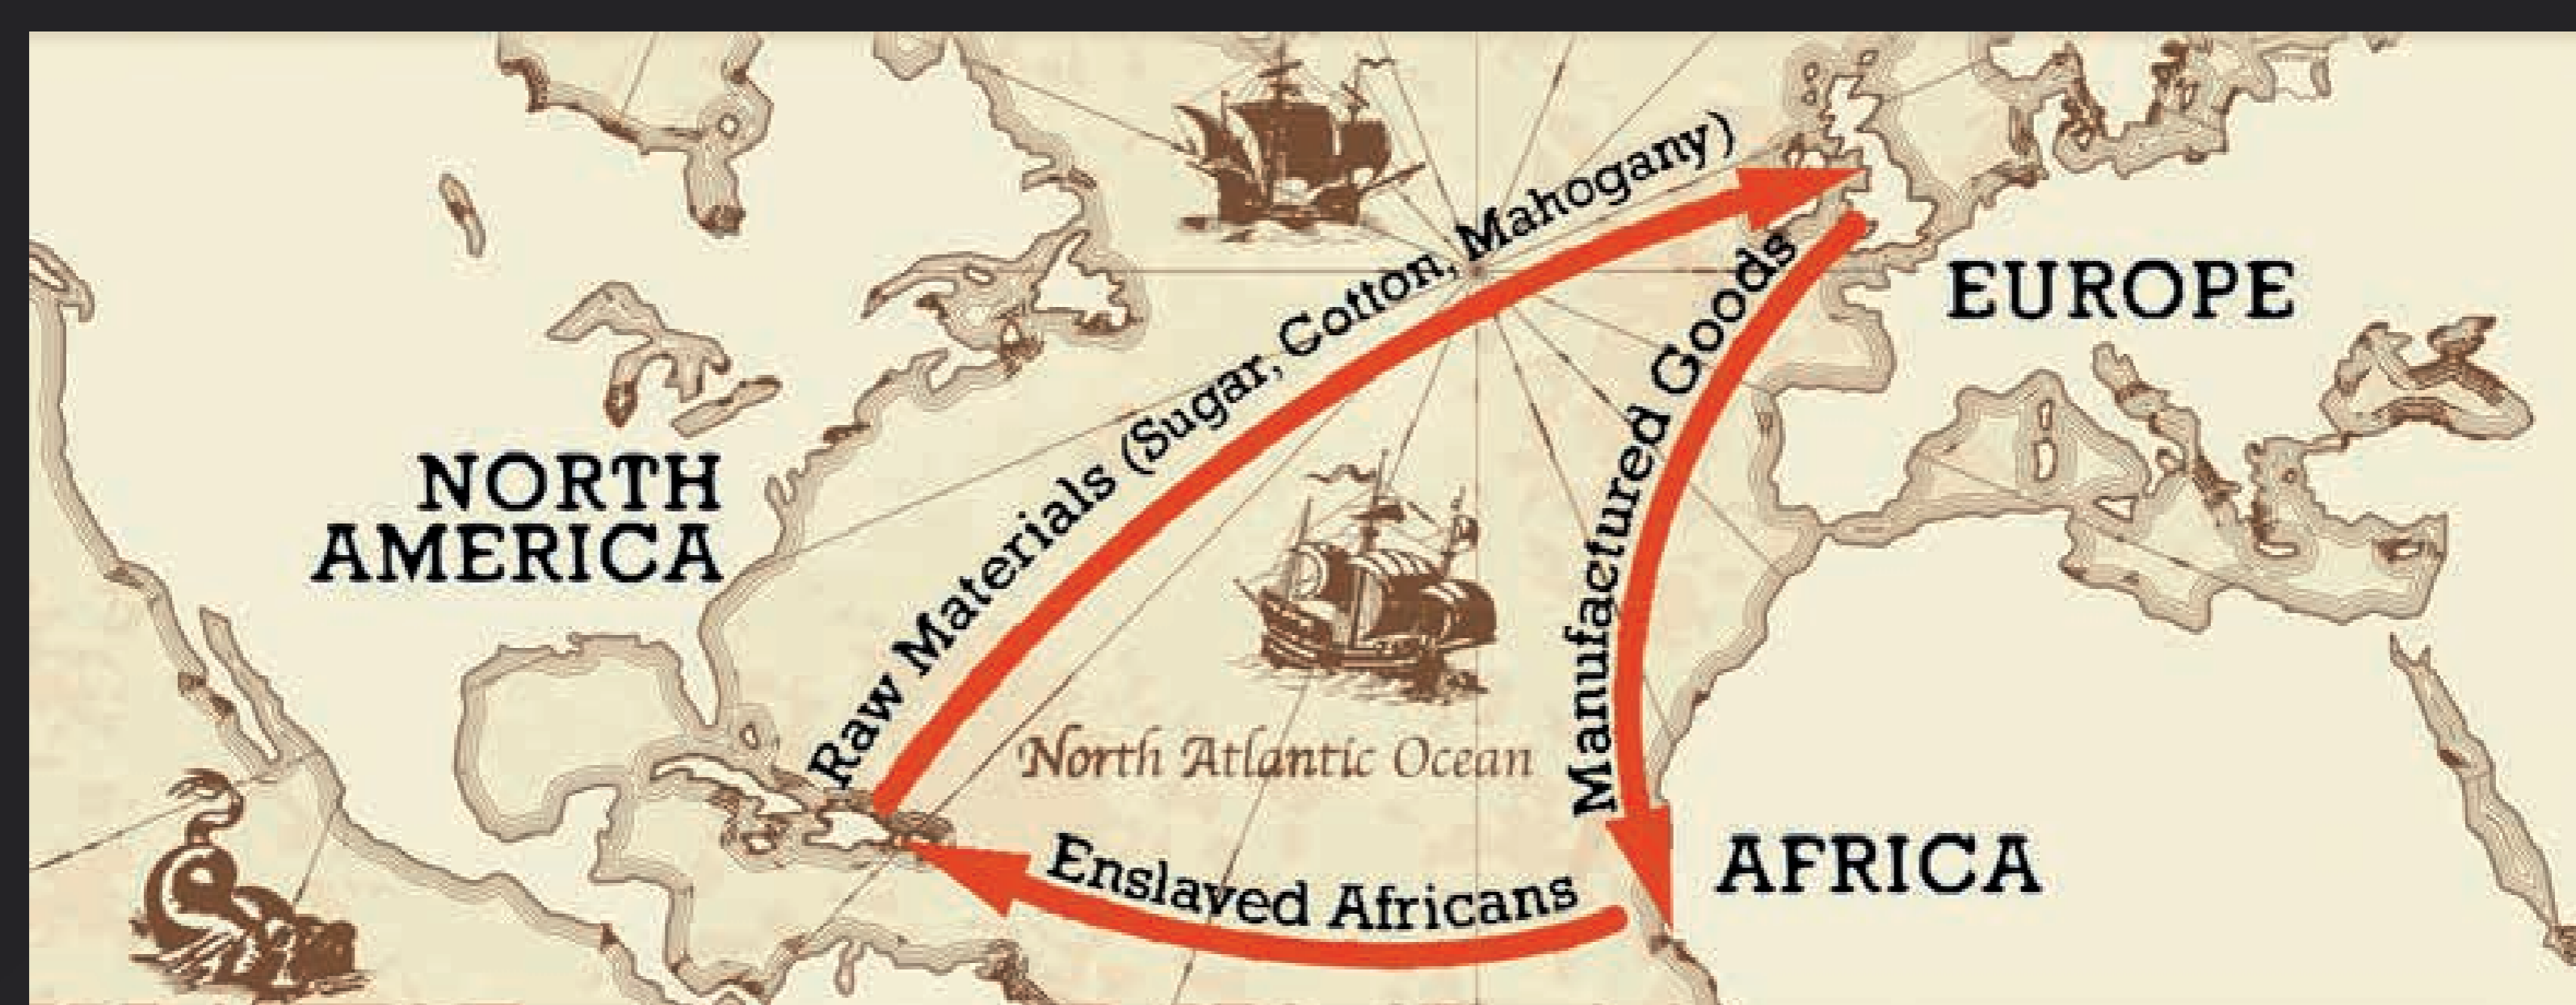 Raw Materials (Sugar, Cotton, Mahogany)
Manufactured Goods
EUROPE
NORTH
AMERICA
North Atlantic Ocean
Enslaved Africans
AFRICA